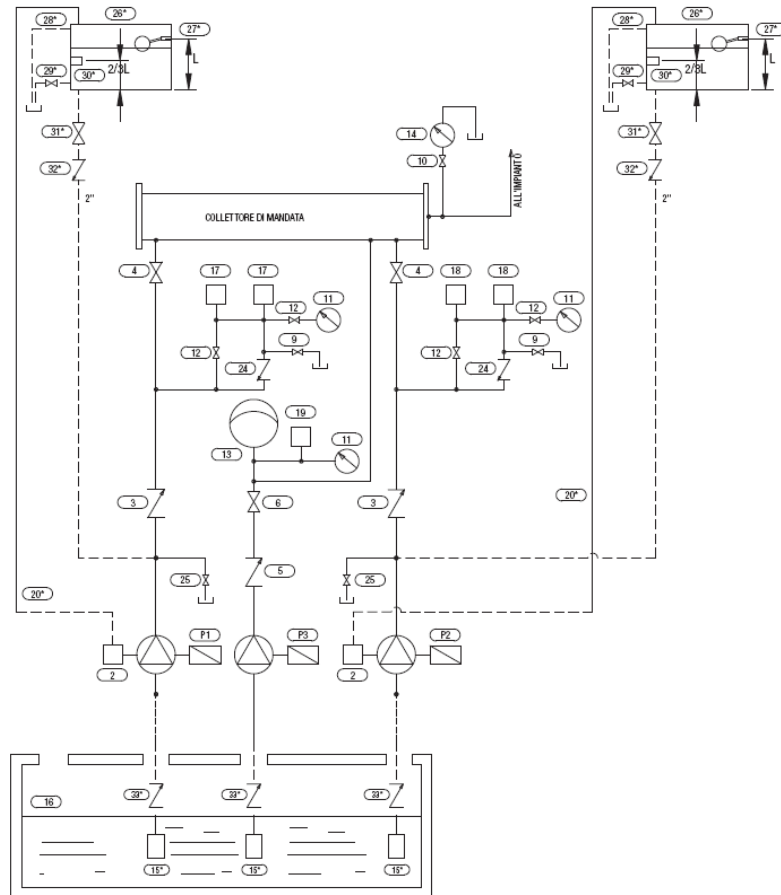 28* 26* 27* 28* 26* 27*
L L
2/3L 2/3L
29* 30* 29* 30*
14
31* 31*
10
32* 32*
ALL'IMPIANTO
2" 2"
COLLETTORE DI MANDATA
4 17 17 4 18 18
12 11 12 11
12 9 12 9
24 24
19
13 11
3 6 3 20*
25 5 25
20*
P1 P3 P2
2 2
16 39* 39* 39*
15* 15* 15*